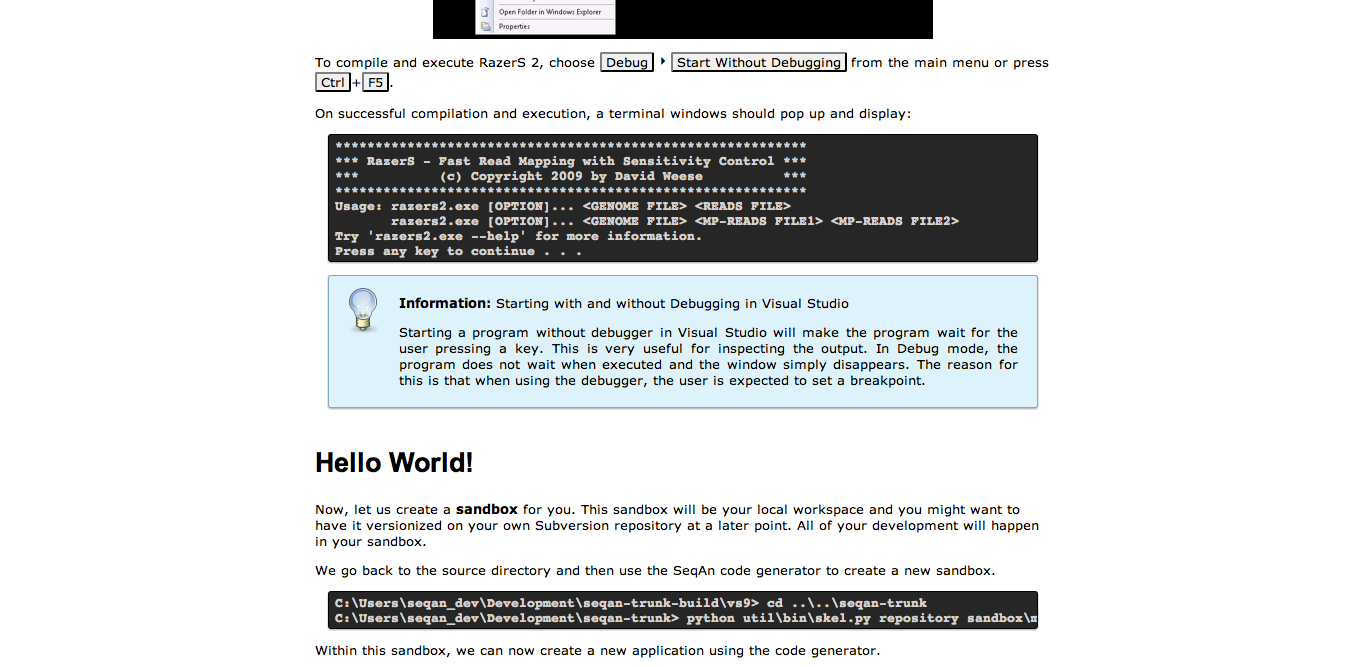 Open Folder in Windows Explorer
Properties
To compile and execute RazerS 2, choose Debug ‣ Start Without Debugging from the main menu or press
Ctrl+F5.
On successful compilation and execution, a terminal windows should pop up and display:
***********************************************************
*** RazerS - Fast Read Mapping with Sensitivity Control ***
***          (c) Copyright 2009 by David Weese          ***
***********************************************************
Usage: razers2.exe [OPTION]... <GENOME FILE> <READS FILE>
       razers2.exe [OPTION]... <GENOME FILE> <MP-READS FILE1> <MP-READS FILE2>
Try 'razers2.exe --help' for more information.
Press any key to continue . . .
Information: Starting with and without Debugging in Visual Studio
Starting a program without debugger in Visual Studio will make the program wait for the
user pressing a key. This is very useful for inspecting the output. In Debug mode, the
program does not wait when executed and the window simply disappears. The reason for
this is that when using the debugger, the user is expected to set a breakpoint.
Hello World!
Now, let us create a sandbox for you. This sandbox will be your local workspace and you might want to
have it versionized on your own Subversion repository at a later point. All of your development will happen
in your sandbox.
We go back to the source directory and then use the SeqAn code generator to create a new sandbox.
C:\Users\seqan_dev\Development\seqan-trunk-build\vs9> cd ..\..\seqan-trunk
C:\Users\seqan_dev\Development\seqan-trunk> python util\bin\skel.py repository sandbox\
Within this sandbox, we can now create a new application using the code generator.